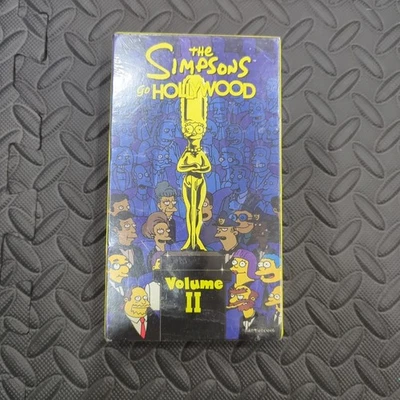 the
SIMPSONS
go HOLLYWOOD
Volume
II